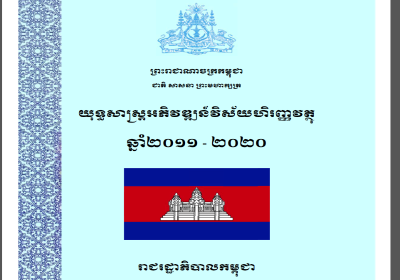 ព្រះរាជាណាចក្រកម្ពុជា
ជាតិ សាសនា ព្រះមហាក្សត្រ
យុទ្ធសាស្ត្រអភិវឌ្ឍន៍វិស័យហិរញ្ញវត្ថុ
ឆ្នាំ២០១១ - ២០២០
រាជរដ្ឋាភិបាលកម្ពុជា